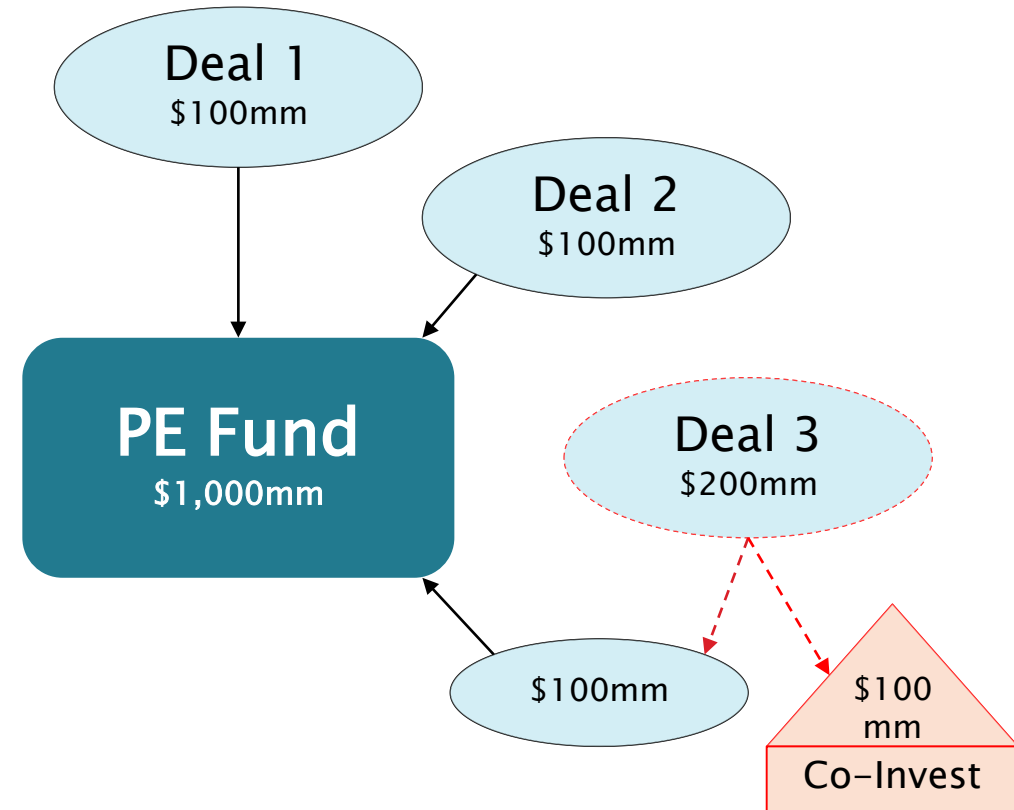 Deal 1
$100mm
Deal 2
$100mm
PE Fund
$1,000mm
Deal 3
$200mm
$100mm
$100
mm
Co-Invest